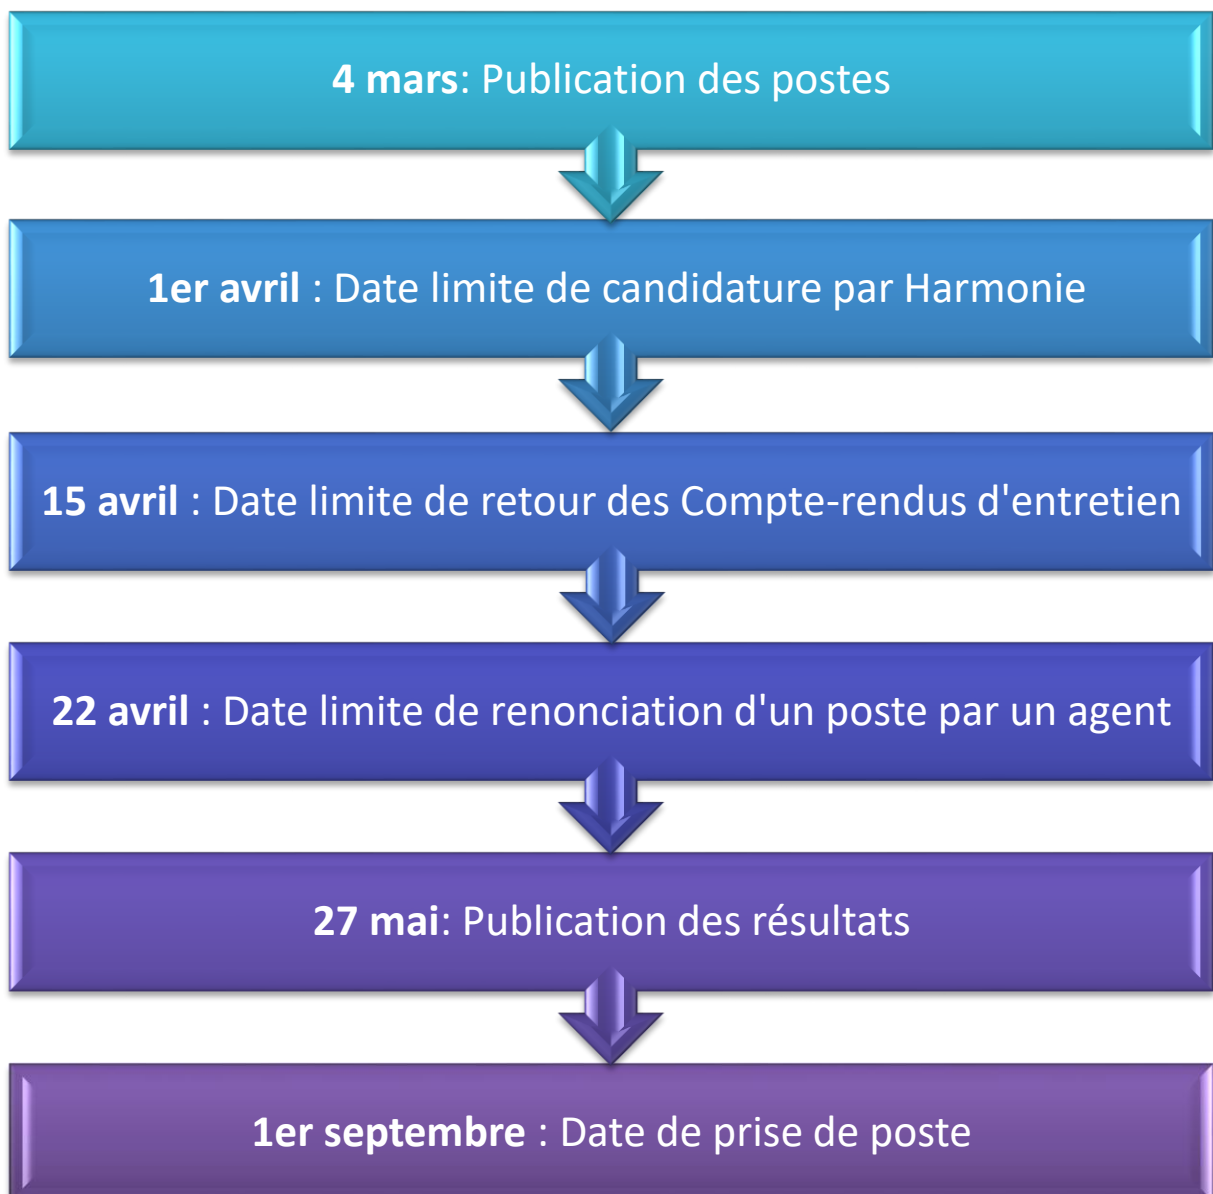 4 mars: Publication des postes
1er avril : Date limite de candidature par Harmonie
15 avril : Date limite de retour des Compte-rendus d'entretien
22 avril : Date limite de renonciation d'un poste par un agent
27 mai: Publication des résultats
1er septembre : Date de prise de poste